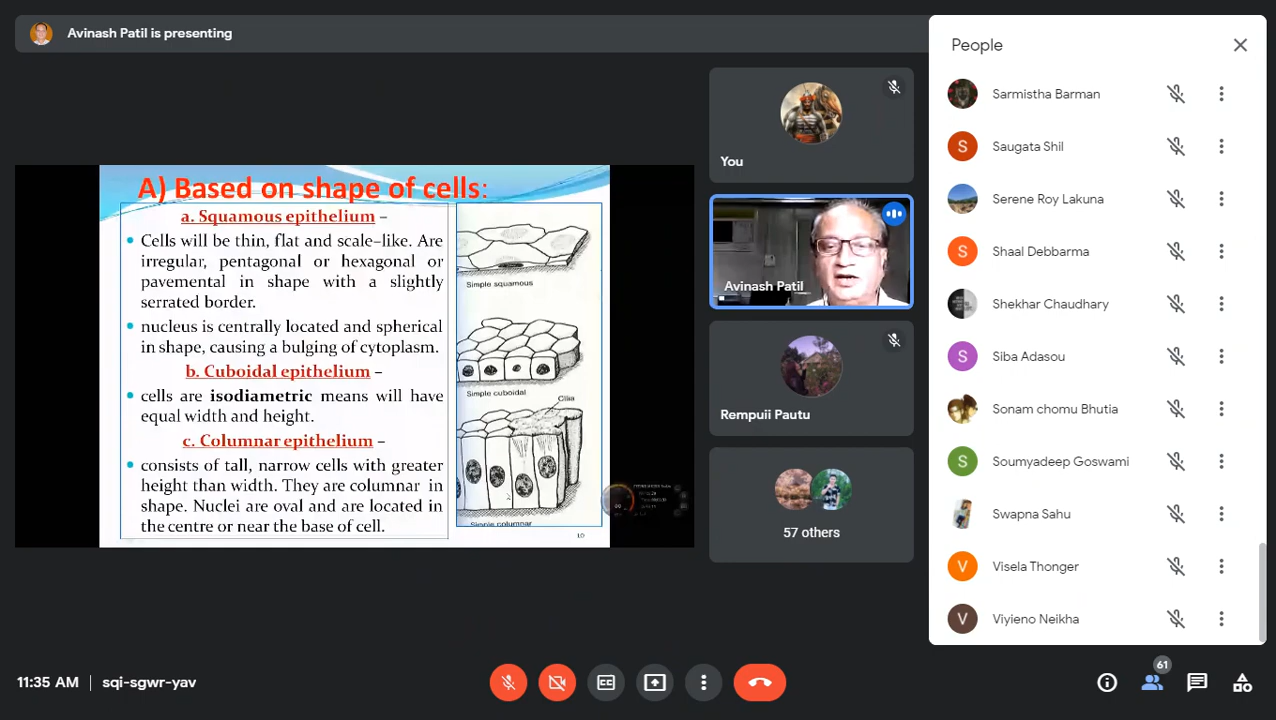 Avinash Patil is presenting
A) Based on shape of cells:
a. Squamous epithelium –
Cells will be thin, flat and scale–like. Are
irregular, pentagonal or hexagonal or
pavemental in shape with a slightly
serrated border.
nucleus is centrally located and spherical
in shape, causing a bulging of cytoplasm.
b. Cuboidal epithelium –
cells are isodiametric means will have
equal width and height.
c. Columnar epithelium –
consists of tall, narrow cells with greater
height than width. They are columnar in
shape. Nuclei are oval and are located in
the centre or near the base of cell.
Simple squamous
Simple cuboidal
Cilia
Simple columnar
10
You
Avinash Patil
Rempuii Pautu
57 others
People
Sarmistha Barman
S
Saugata Shil
Serene Roy Lakuna
S
Shaal Debbarma
Shekhar Chaudhary
S
Siba Adasou
Sonam chomu Bhutia
S
Soumyadeep Goswami
Swapna Sahu
V
Visela Thonger
V
Viyieno Neikha
11:35 AM | sqi-sgwr-yav
CC
61